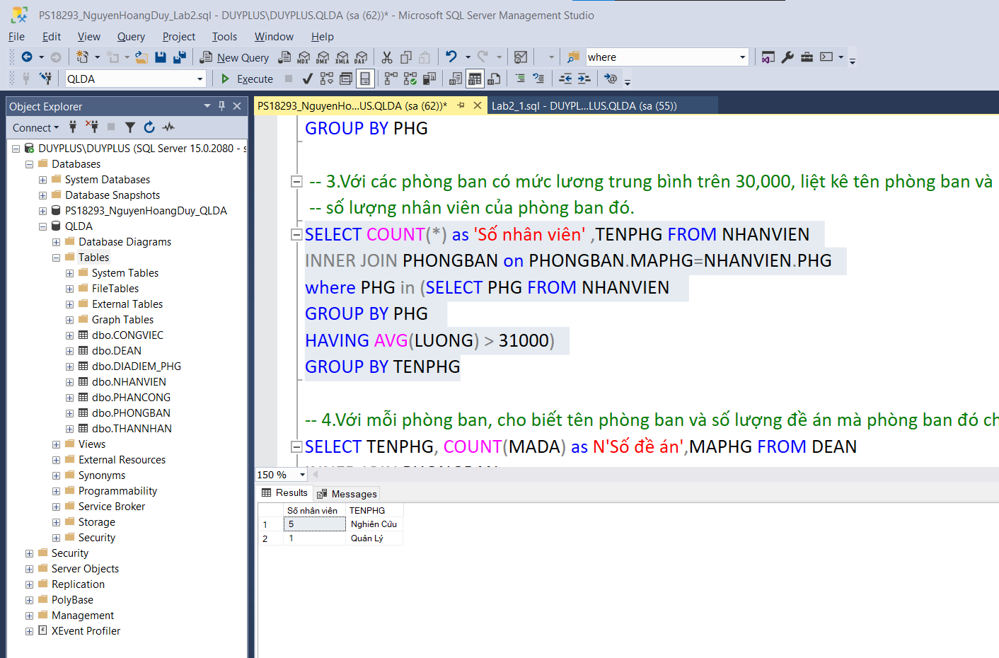 PS18293_NguyenHoangDuy_Lab2.sql - DUYPLUS\DUYPLUS.QLDA (sa (62))* - Microsoft SQL Server Management Studio
File Edit View Query Project Tools Window Help
New Query MDX DMX XMLA DAX where
QLDA Execute
Object Explorer
Connect
DUYPLUS\DUYPLUS (SQL Server 15.0.2080 - s
Databases
System Databases
Database Snapshots
PS18293_NguyenHoangDuy_QLDA
QLDA
Database Diagrams
Tables
System Tables
FileTables
External Tables
Graph Tables
dbo.CONGVIEC
dbo.DEAN
dbo.DIADIEM_PHG
dbo.NHANVIEN
dbo.PHANCONG
dbo.PHONGBAN
dbo.THANNHAN
Views
External Resources
Synonyms
Programmability
Service Broker
Storage
Security
Security
Server Objects
Replication
PolyBase
Management
XEvent Profiler
PS18293_NguyenHo...US.QLDA (sa (62))* Lab2_1.sql - DUYPL...LUS.QLDA (sa (55))
GROUP BY PHG
-- 3.Với các phòng ban có mức lương trung bình trên 30,000, liệt kê tên phòng ban và
-- số lượng nhân viên của phòng ban đó.
SELECT COUNT(*) as 'Số nhân viên' ,TENPHG FROM NHANVIEN
INNER JOIN PHONGBAN on PHONGBAN.MAPHG=NHANVIEN.PHG
where PHG in (SELECT PHG FROM NHANVIEN
GROUP BY PHG
HAVING AVG(LUONG) > 31000)
GROUP BY TENPHG
-- 4.Với mỗi phòng ban, cho biết tên phòng ban và số lượng đề án mà phòng ban đó ch
SELECT TENPHG, COUNT(MADA) as N'Số đề án',MAPHG FROM DEAN
INNER JOIN PHONGBAN
150 %
Results Messages
Số nhân viên TENPHG
1 5 Nghiên Cứu
2 1 Quản Lý